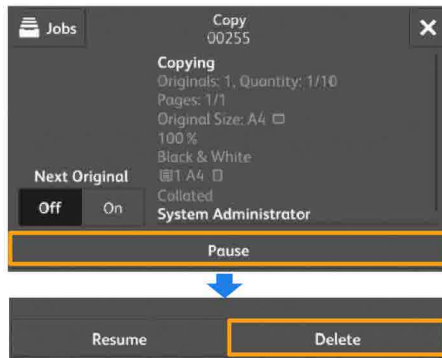 Jobs
Copy
00255
Copying
Originals: 1, Quantity: 1/10
Pages: 1/1
Original Size: A4
100 %
Black & White
1 A4
Collated
System Administrator
Next Original
Off On
Pause
Resume Delete